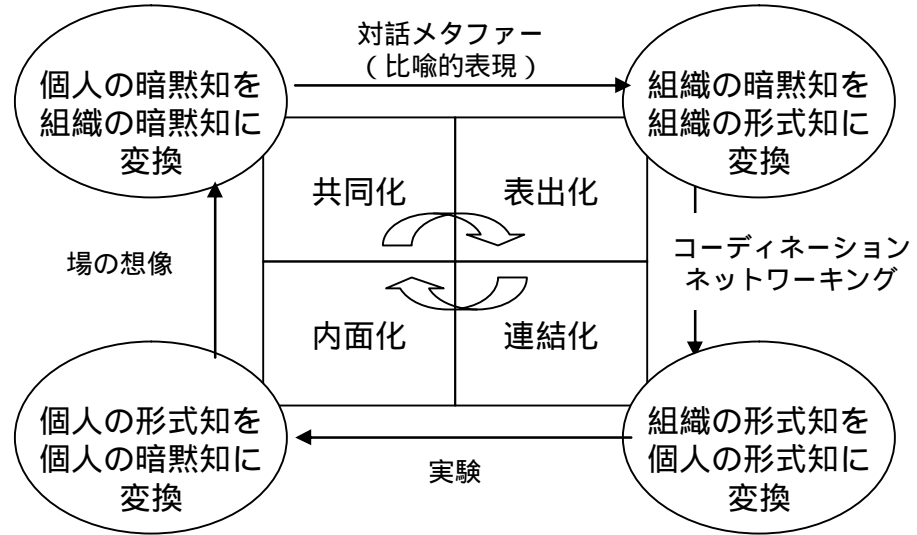 対話メタファー
(比喩的表現)
個人の暗黙知を
組織の暗黙知に
変換
組織の暗黙知を
組織の形式知に
変換
共同化
表出化
場の想像
コーディネーション
ネットワーキング
内面化
連結化
個人の形式知を
個人の暗黙知に
変換
実験
組織の形式知を
個人の形式知に
変換